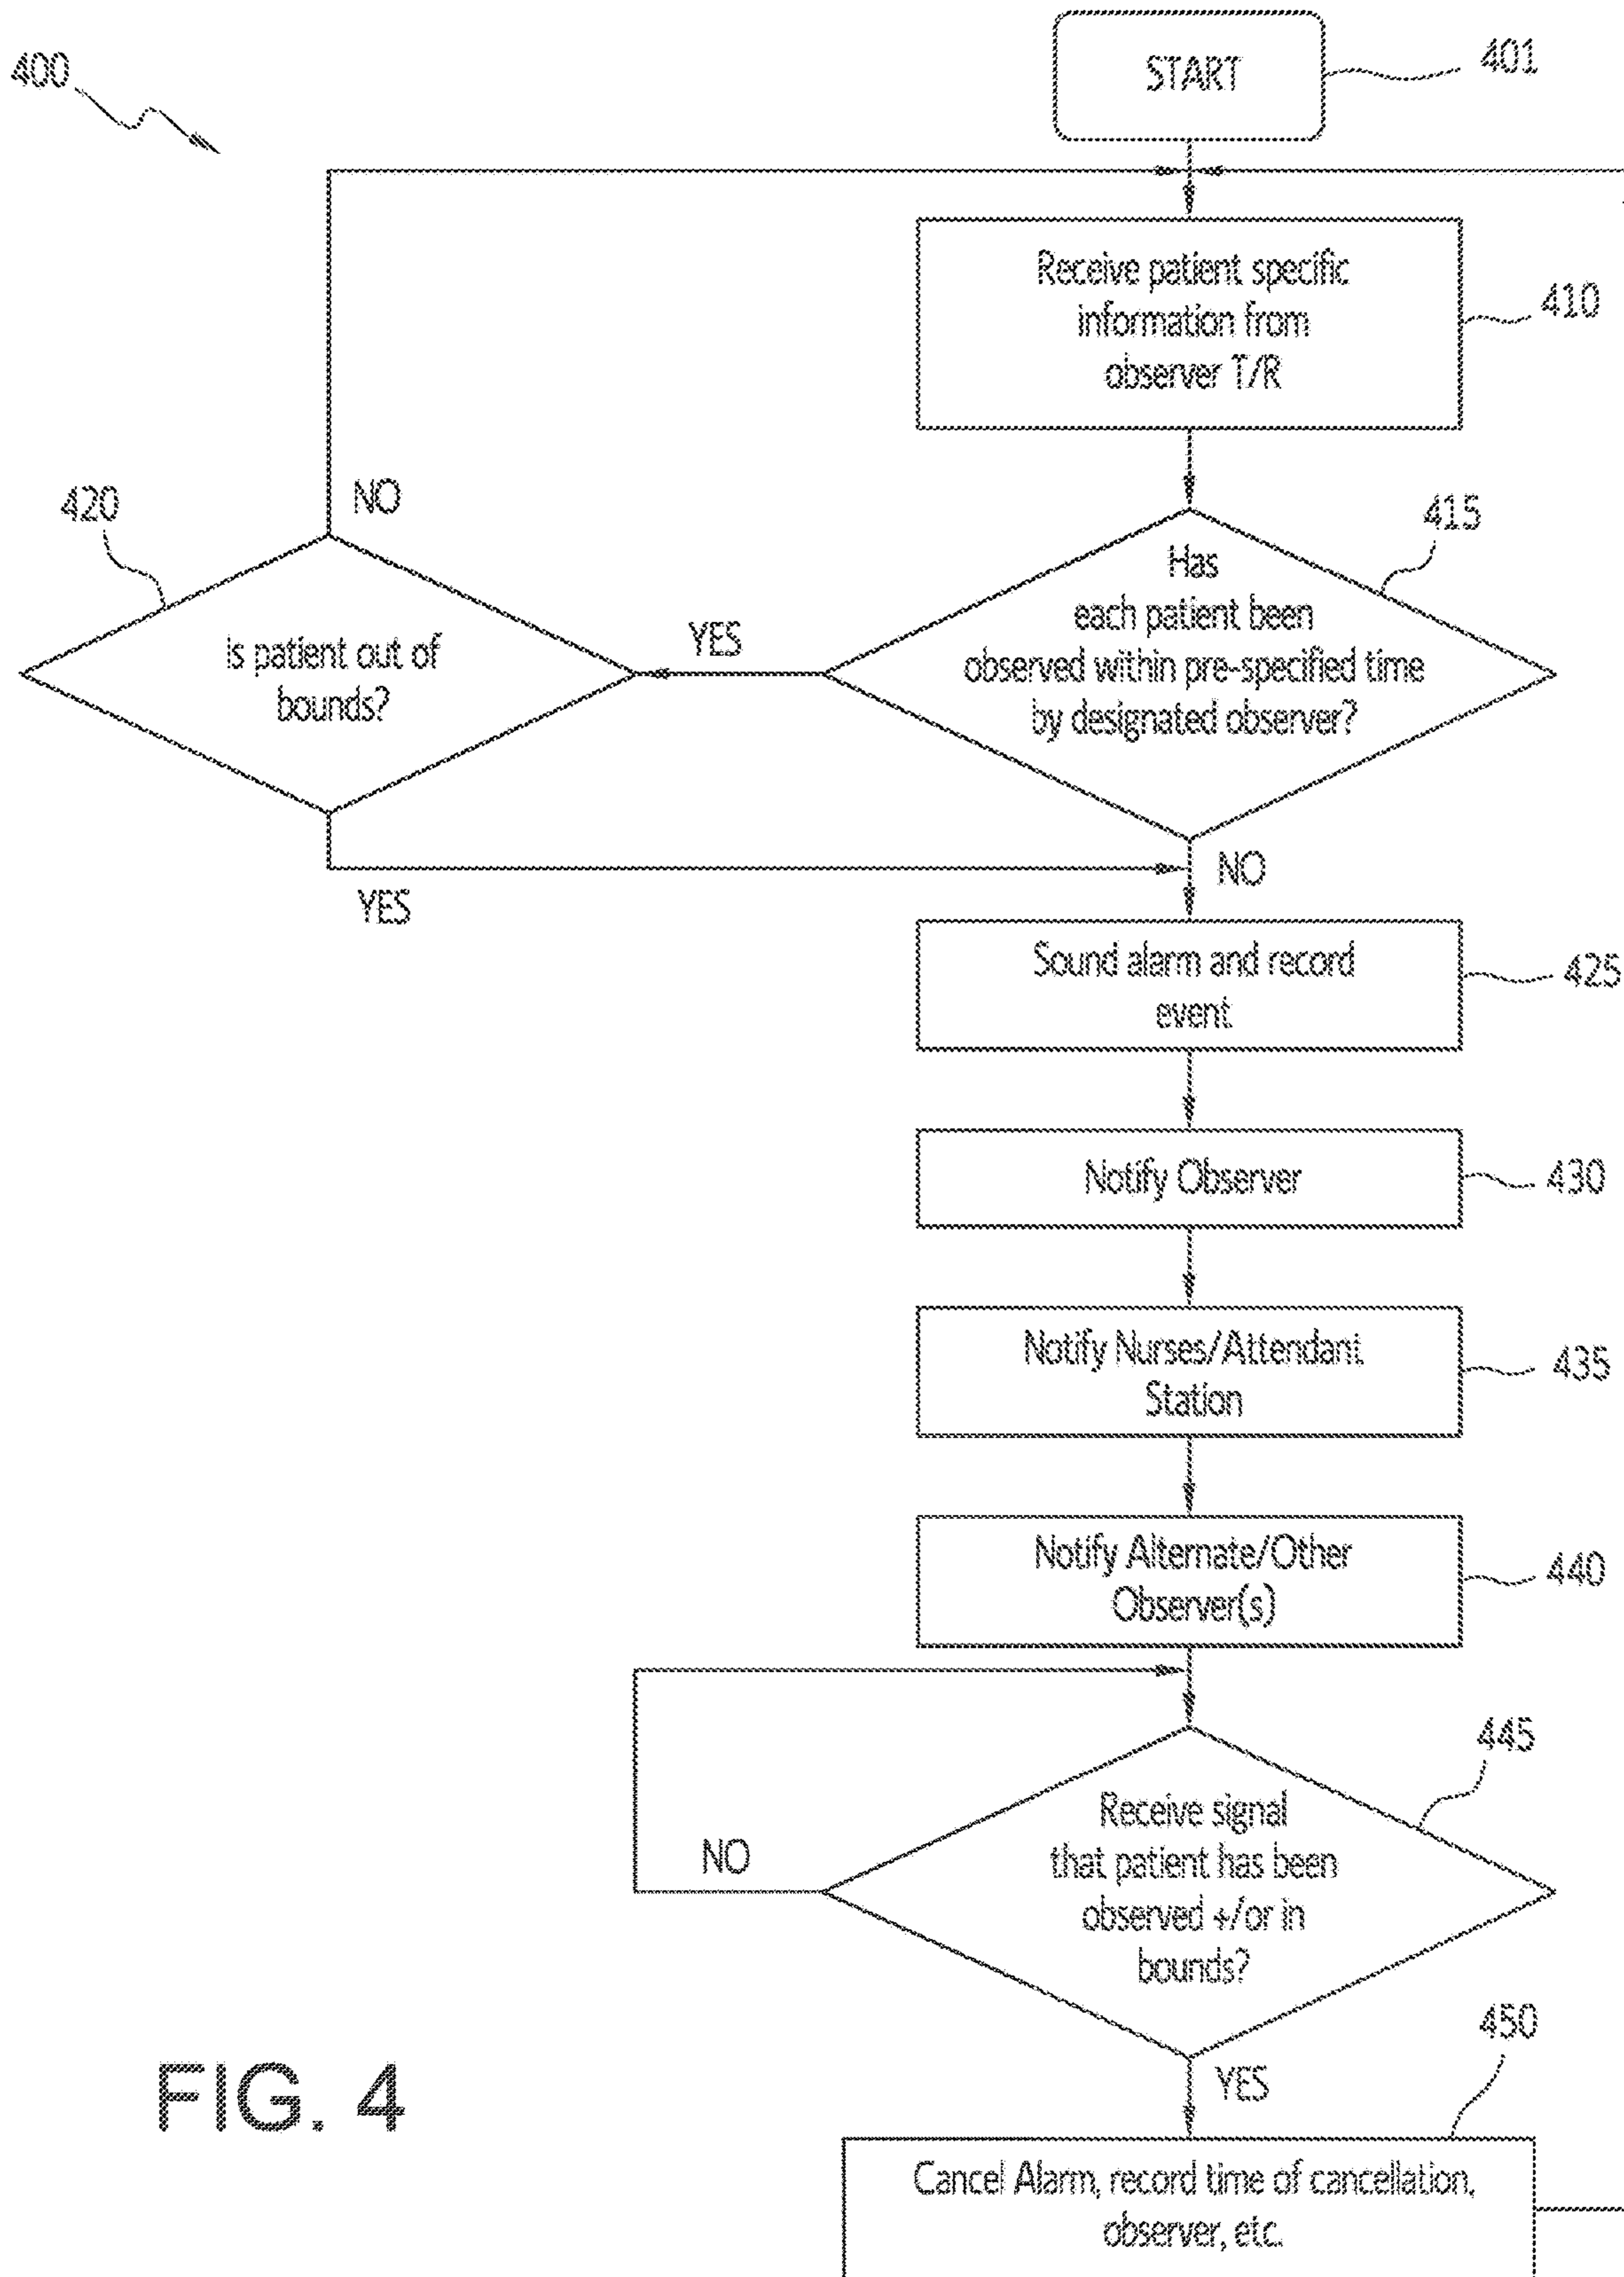 400
START
401
Receive patient specific
information from
observer T/R
410
420
NO
415
Has
each patient been
observed within pre-specified time
by designated observer?
YES
is patient out of
bounds?
NO
YES
Sound alarm and record
event
425
Notify Observer
430
Notify Nurses/Attendant
Station
435
Notify Alternate/Other
Observer(s)
440
445
Receive signal
that patient has been
observed +/or in
bounds?
NO
450
YES
FIG. 4
Cancel Alarm, record time of cancellation,
observer, etc.